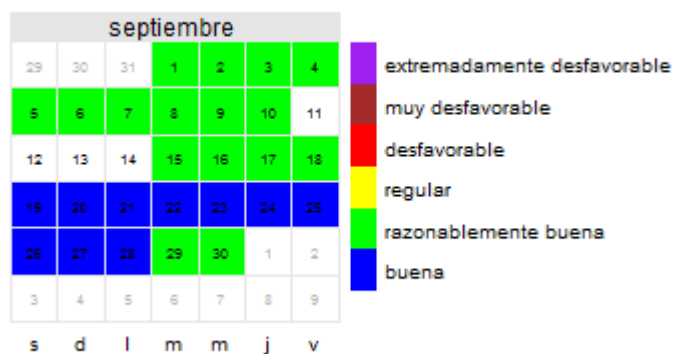 septiembre
29 30 31 1 2 3 4
5 6 7 8 9 10 11
12 13 14 15 16 17 18
19 20 21 22 23 24 25
26 27 28 29 30 1 2
3 4 5 6 7 8 9
s d l m m j v
extremadamente desfavorable
muy desfavorable
desfavorable
regular
razonablemente buena
buena